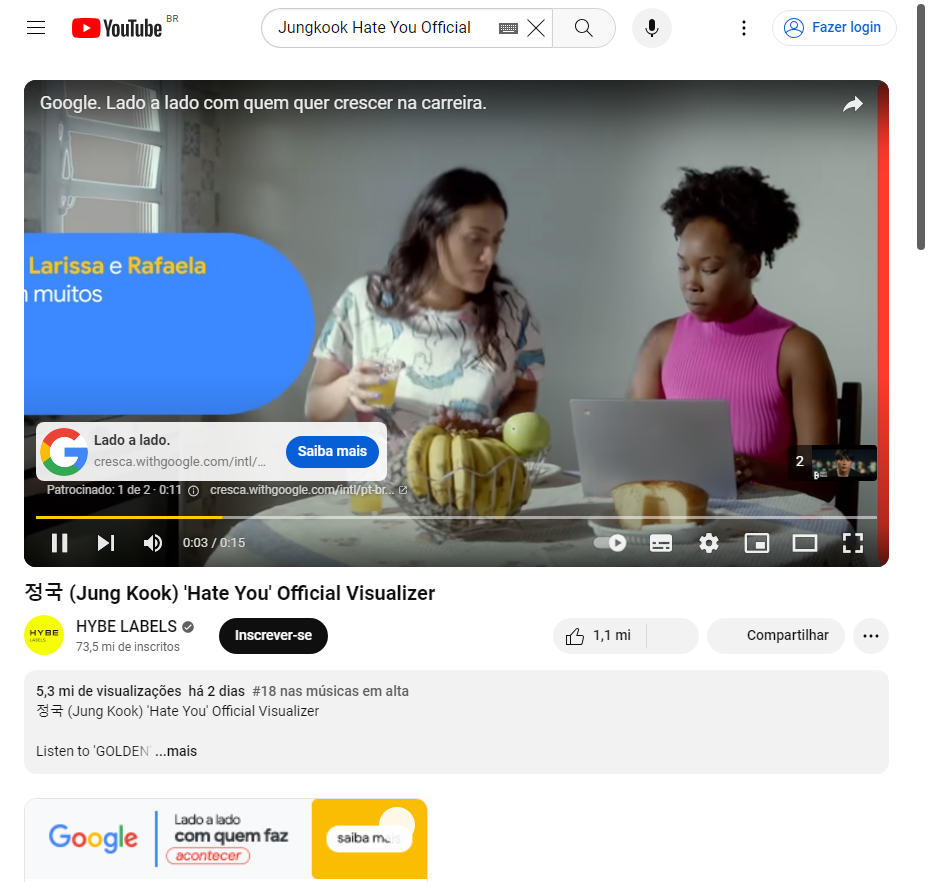 YouTube BR
Jungkook Hate You Official
Fazer login
Google. Lado a lado com quem quer crescer na carreira.
Larissa e Rafaela
muitos
Lado a lado.
cresca.withgoogle.com/intl/...
Saiba mais
2
Patrocinado: 1 de 2 · 0:11
cresca.withgoogle.com/intl/pt-br...
0:03 / 0:15
정국 (Jung Kook) 'Hate You' Official Visualizer
HYBE LABELS
HYBE LABELS
73,5 mi de inscritos
Inscrever-se
1,1 mi
Compartilhar
5,3 mi de visualizações há 2 dias #18 nas músicas em alta
정국 (Jung Kook) 'Hate You' Official Visualizer
Listen to 'GOLDEN' ...mais
Google
Lado a lado
com quem faz
acontecer
saiba mais